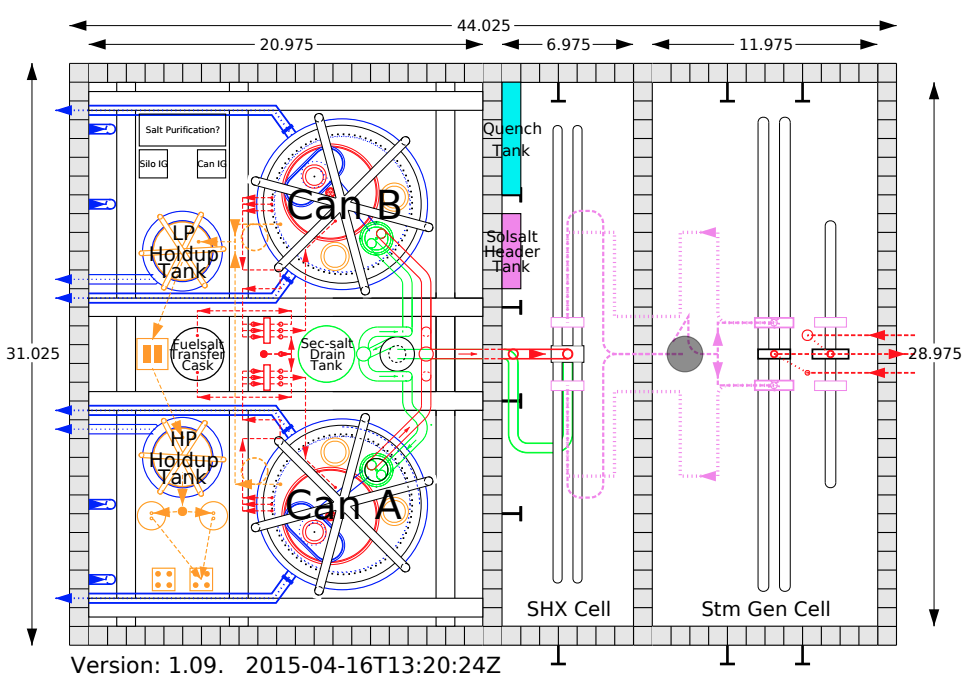 44.025
20.975
6.975
11.975
Salt Purification?
Silo IG
Can IG
Quench
Tank
Can B
LP
Holdup
Tank
Solsalt
Header
Tank
31.025
Fuelsalt
Transfer
Cask
Sec-salt
Drain
Tank
28.975
HP
Holdup
Tank
Can A
SHX Cell
Stm Gen Cell
Version: 1.09. 2015-04-16T13:20:24Z